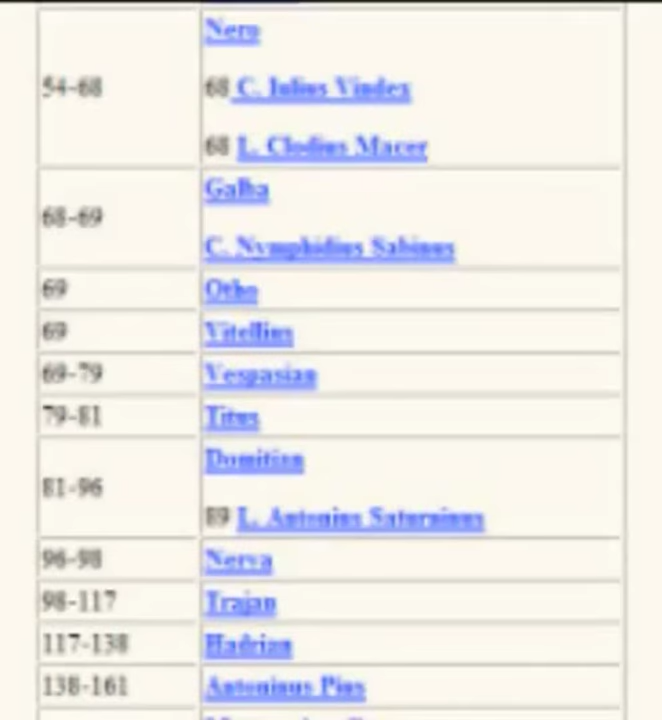 54-68
Nero
68 C. Iulius Vindex
68 L. Clodius Macer
68-69
Galba
C. Nymphidius Sabinus
69
Otho
69
Vitellius
69-79
Vespasian
79-81
Titus
81-96
Domitian
89 L. Antonius Saturninus
96-98
Nerva
98-117
Trajan
117-138
Hadrian
138-161
Antoninus Pius